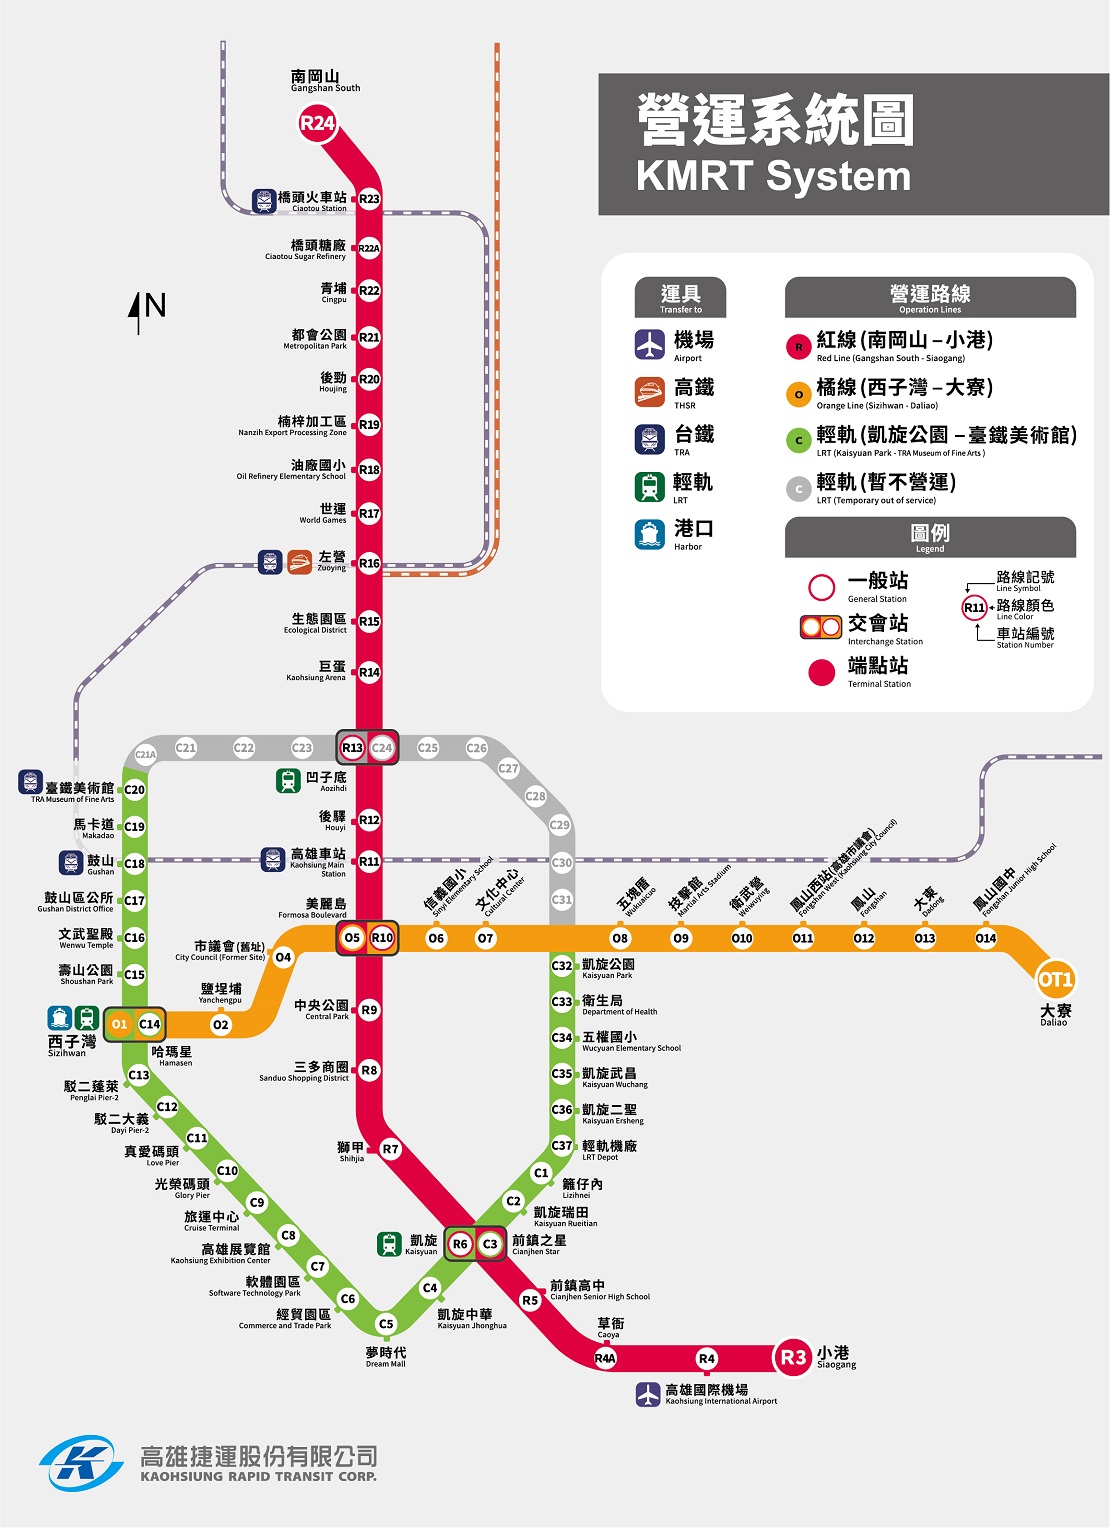 營運系統圖
KMRT System
南岡山
Gangshan South
R24
橋頭火車站
Ciaotou Station
R23
橋頭糖廠
Ciaotou Sugar Refinery
R22A
青埔
Cingpu
R22
都會公園
Metropolitan Park
R21
後勁
Houjing
R20
楠梓加工區
Nanzih Export Processing Zone
R19
油廠國小
Oil Refinery Elementary School
R18
世運
World Games
R17
左營
Zuoying
R16
生態園區
Ecological District
R15
巨蛋
Kaohsiung Arena
R14
N
運具
Transfer to
機場
Airport
高鐵
THSR
台鐵
TRA
輕軌
LRT
港口
Harbor
營運路線
Operation Lines
R
紅線(南岡山–小港)
Red Line (Gangshan South - Siaogang)
O
橘線(西子灣–大寮)
Orange Line (Sizihwan - Daliao)
C
輕軌(凱旋公園 –臺鐵美術館)
LRT (Kaisyuan Park - TRA Museum of Fine Arts )
C
輕軌(暫不營運)
LRT (Temporary out of service)
圖例
Legend
一般站
General Station
交會站
Interchange Station
端點站
Terminal Station
R11
路線記號
Line Symbol
路線顏色
Line Color
車站編號
Station Number
C21A
C21
C22
C23
R13
C24
C25
C26
C27
C28
C29
C30
C31
凹子底
Aozihdi
後驛
Houyi
R12
高雄車站
Kaohsiung Main
Station
R11
美麗島
Formosa Boulevard
O5
R10
臺鐵美術館
TRA Museum of Fine Arts
C20
馬卡道
Makadao
C19
鼓山
Gushan
C18
鼓山區公所
Gushan District Office
C17
文武聖殿
Wenwu Temple
C16
壽山公園
Shoushan Park
C15
西子灣
Sizihwan
O1
C14
哈瑪星
Hamasen
鹽埕埔
Yanchengpu
O2
市議會(舊址)
City Council (Former Site)
O4
信義國小
Sinyi Elementary School
O6
文化中心
Cultural Center
O7
五塊厝
Wukuaicuo
O8
技擊館
Martial Arts Stadium
O9
衛武營
Weiwuying
O10
鳳山西站(高雄市議會)
Fongshan West (Kaohsiung City Council)
O11
鳳山
Fongshan
O12
大東
Dadong
O13
鳳山國中
Fongshan Junior High School
O14
OT1
大寮
Daliao
中央公園
Central Park
R9
三多商圈
Sanduo Shopping District
R8
獅甲
Shihjia
R7
凱旋
Kaisyuan
R6
C3
前鎮之星
Cianjhen Star
前鎮高中
Cianjhen Senior High School
R5
草衙
Caoya
R4A
R4
高雄國際機場
Kaohsiung International Airport
R3
小港
Siaogang
C32
凱旋公園
Kaisyuan Park
C33
衛生局
Department of Health
C34
五權國小
Wucyuan Elementary School
C35
凱旋武昌
Kaisyuan Wuchang
C36
凱旋二聖
Kaisyuan Ersheng
C37
輕軌機廠
LRT Depot
C1
籬仔內
Lizihnei
C2
凱旋瑞田
Kaisyuan Rueitian
C4
凱旋中華
Kaisyuan Jhonghua
C5
夢時代
Dream Mall
C6
經貿園區
Commerce and Trade Park
C7
軟體園區
Software Technology Park
C8
高雄展覽館
Kaohsiung Exhibition Center
C9
旅運中心
Cruise Terminal
C10
光榮碼頭
Glory Pier
C11
真愛碼頭
Love Pier
C12
駁二大義
Dayi Pier-2
C13
駁二蓬萊
Penglai Pier-2
高雄捷運股份有限公司
KAOHSIUNG RAPID TRANSIT CORP.